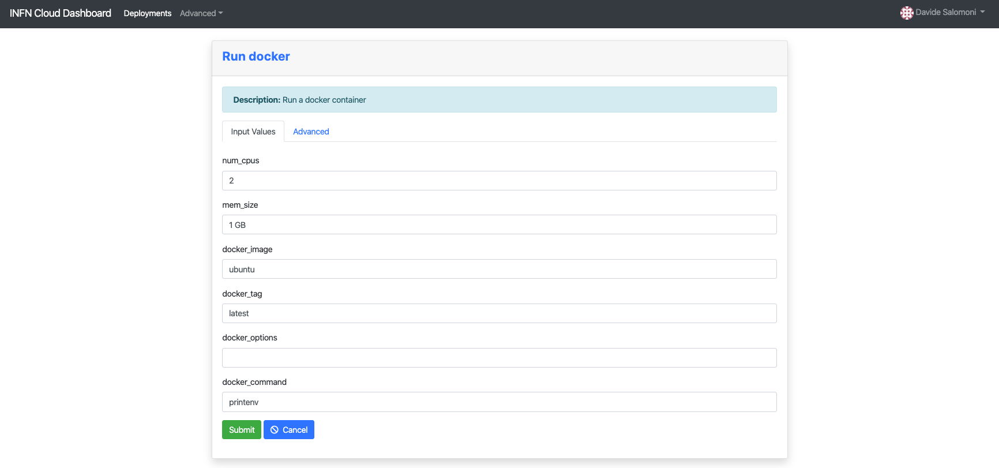 INFN Cloud Dashboard Deployments Advanced Davide Salomoni
Run docker
Description: Run a docker container
Input Values Advanced
num_cpus
2
mem_size
1 GB
docker_image
ubuntu
docker_tag
latest
docker_options
docker_command
printenv
Submit Cancel